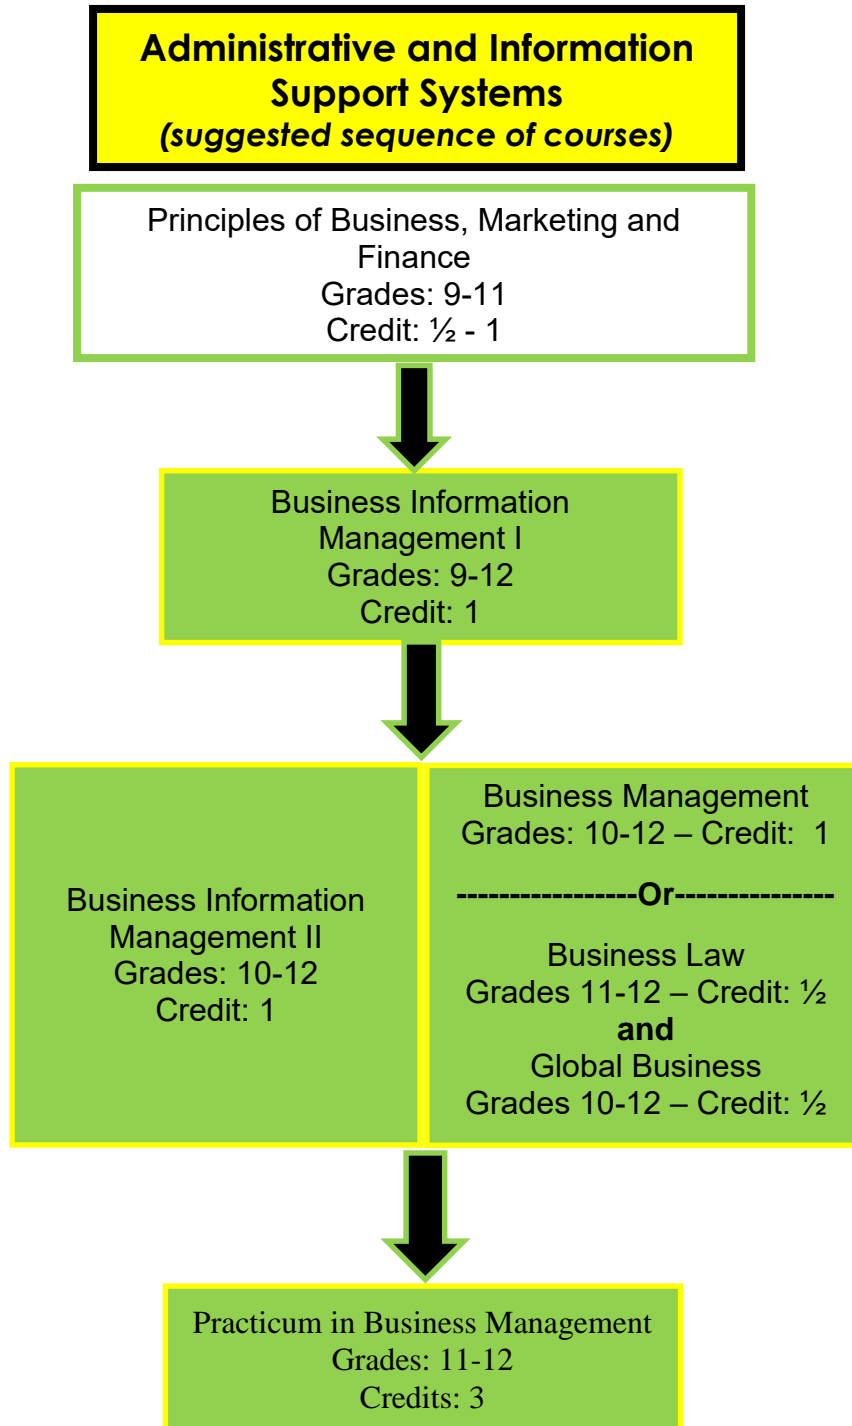 Administrative and Information
Support Systems
(suggested sequence of courses)
Principles of Business, Marketing and
Finance
Grades: 9-11
Credit: ½ - 1
Business Information
Management I
Grades: 9-12
Credit: 1
Business Information
Management II
Grades: 10-12
Credit: 1
Business Management
Grades: 10-12 – Credit:  1
-----------------Or---------------
Business Law
Grades 11-12 – Credit: ½
and
Global Business
Grades 10-12 – Credit: ½
Practicum in Business Management
Grades: 11-12
Credits: 3